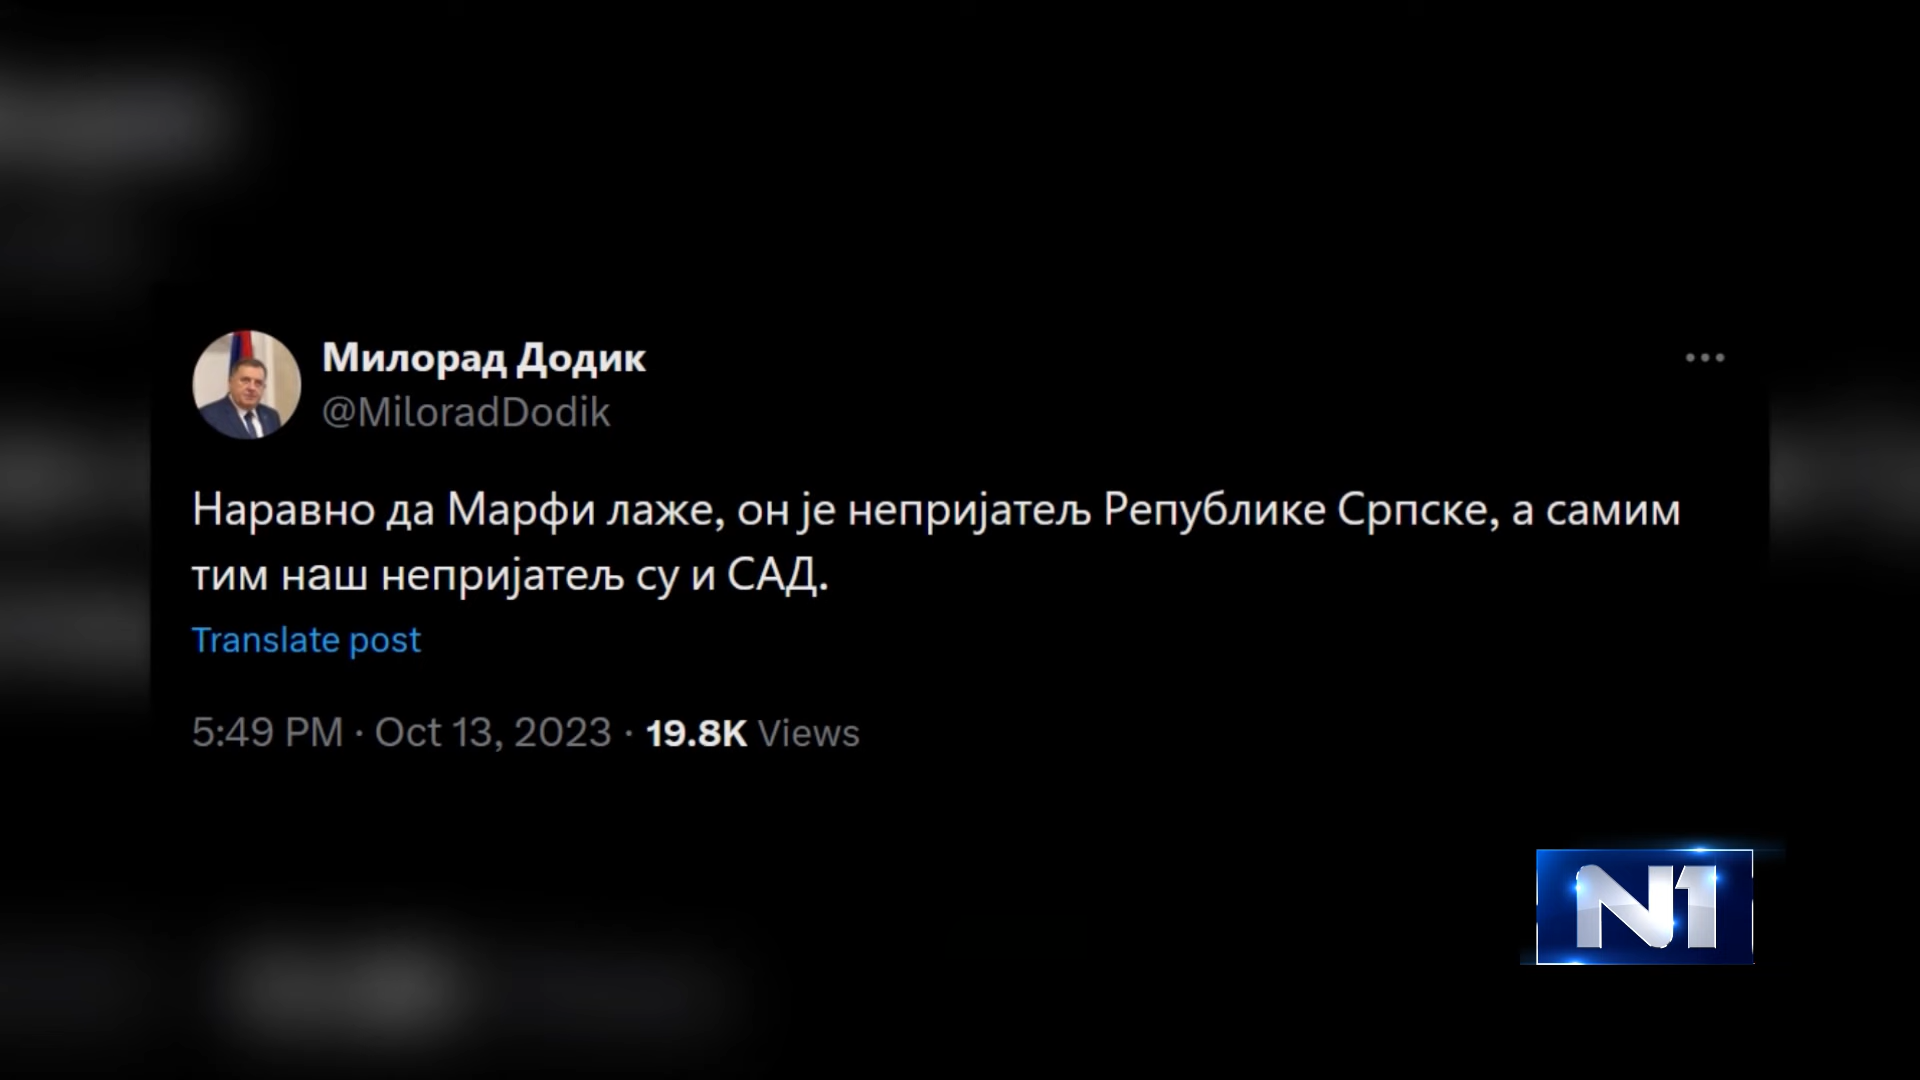 Милорад Додик
@MiloradDodik
Наравно да Марфи лаже, он је непријатељ Републике Српске, а самим
тим наш непријатељ су и САД.
Translate post
5:49 PM · Oct 13, 2023 · 19.8K Views
N1